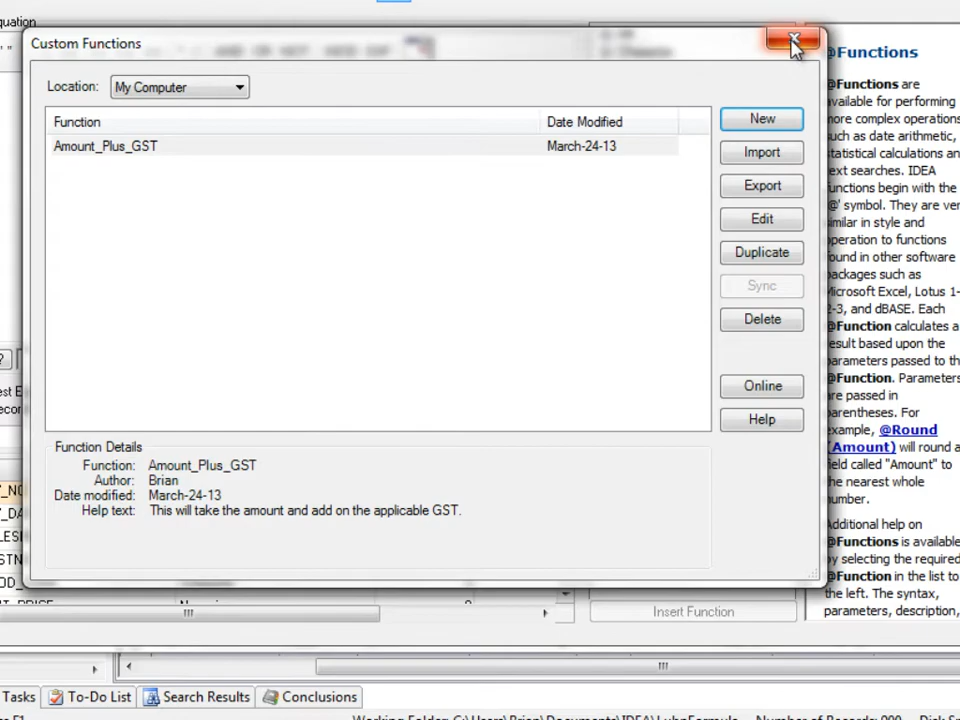 quation
Custom Functions
Location: My Computer
Function Date Modified
Amount_Plus_GST March-24-13
New
Import
Export
Edit
Duplicate
Sync
Delete
Online
Help
Function Details
Function: Amount_Plus_GST
Author: Brian
Date modified: March-24-13
Help text: This will take the amount and add on the applicable GST.
@Functions
@Functions are
available for performing
more complex operations
such as date arithmetic,
statistical calculations an
text searches. IDEA
functions begin with the
'@' symbol. They are ver
similar in style and
operation to functions
found in other software
packages such as
Microsoft Excel, Lotus 1-
2-3, and dBASE. Each
@Function calculates a
result based upon the
parameters passed to th
@Function. Parameters
are passed in
parentheses. For
example, @Round
(Amount) will round a
field called "Amount" to
the nearest whole
number.
Additional help on
@Functions is available
by selecting the required
@Function in the list to
the left. The syntax,
parameters, description,
Insert Function
Tasks To-Do List Search Results Conclusions